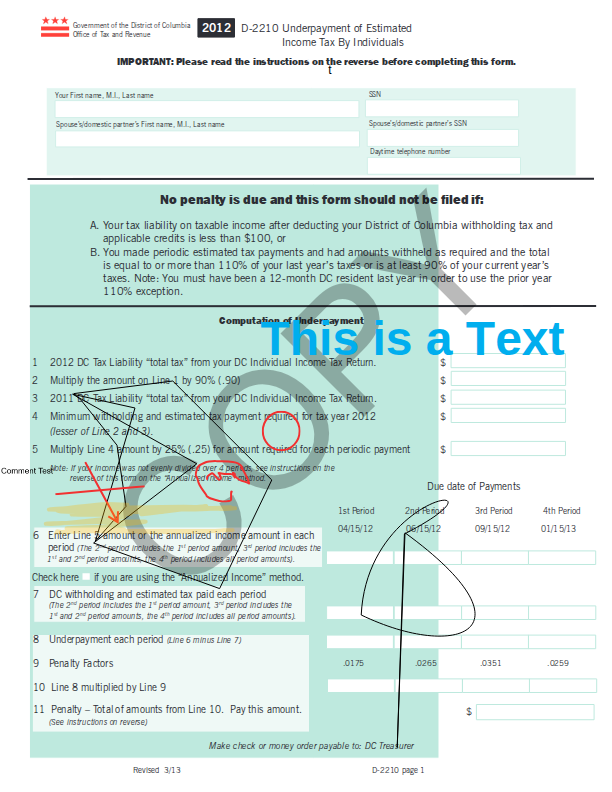 Government of the District of Columbia
Office of Tax and Revenue
2012 D-2210 Underpayment of Estimated
Income Tax By Individuals
IMPORTANT: Please read the instructions on the reverse before completing this form.
t
Your First name, M.I., Last name
SSN
Spouse's/domestic partner's First name, M.I., Last name
Spouse's/domestic partner's SSN
Daytime telephone number
No penalty is due and this form should not be filed if:
A. Your tax liability on taxable income after deducting your District of Columbia withholding tax and
applicable credits is less than $100, or
B. You made periodic estimated tax payments and had amounts withheld as required and the total
is equal to or more than 110% of your last year's taxes or is at least 90% of your current year's
taxes. Note: You must have been a 12-month DC resident last year in order to use the prior year
110% exception.
Computation of Underpayment
This is a Text
COPY
1 2012 DC Tax Liability “total tax” from your DC Individual Income Tax Return. $
2 Multiply the amount on Line 1 by 90% (.90) $
3 2011 DC Tax Liability “total tax” from your DC Individual Income Tax Return. $
4 Minimum withholding and estimated tax payment required for tax year 2012 $
(lesser of Line 2 and 3).
5 Multiply Line 4 amount by 25% (.25) for amount required for each periodic payment $
Comment Test
Note: If your income was not evenly divided over 4 periods, see instructions on the
reverse of this form on the “Annualized Income” method.
Due date of Payments
1st Period 2nd Period 3rd Period 4th Period
04/15/12 06/15/12 09/15/12 01/15/13
6 Enter Line 5 amount or the annualized income amount in each
period (The 2nd period includes the 1st period amount, 3rd period includes the
1st and 2nd period amounts, the 4th period includes all period amounts).
Check here if you are using the “Annualized Income” method.
7 DC withholding and estimated tax paid each period
(The 2nd period includes the 1st period amount, 3rd period includes the
1st and 2nd period amounts, the 4th period includes all period amounts).
8 Underpayment each period (Line 6 minus Line 7)
9 Penalty Factors .0175 .0265 .0351 .0259
10 Line 8 multiplied by Line 9
11 Penalty – Total of amounts from Line 10. Pay this amount. $
(See instructions on reverse)
Make check or money order payable to: DC Treasurer
Revised 3/13 D-2210 page 1